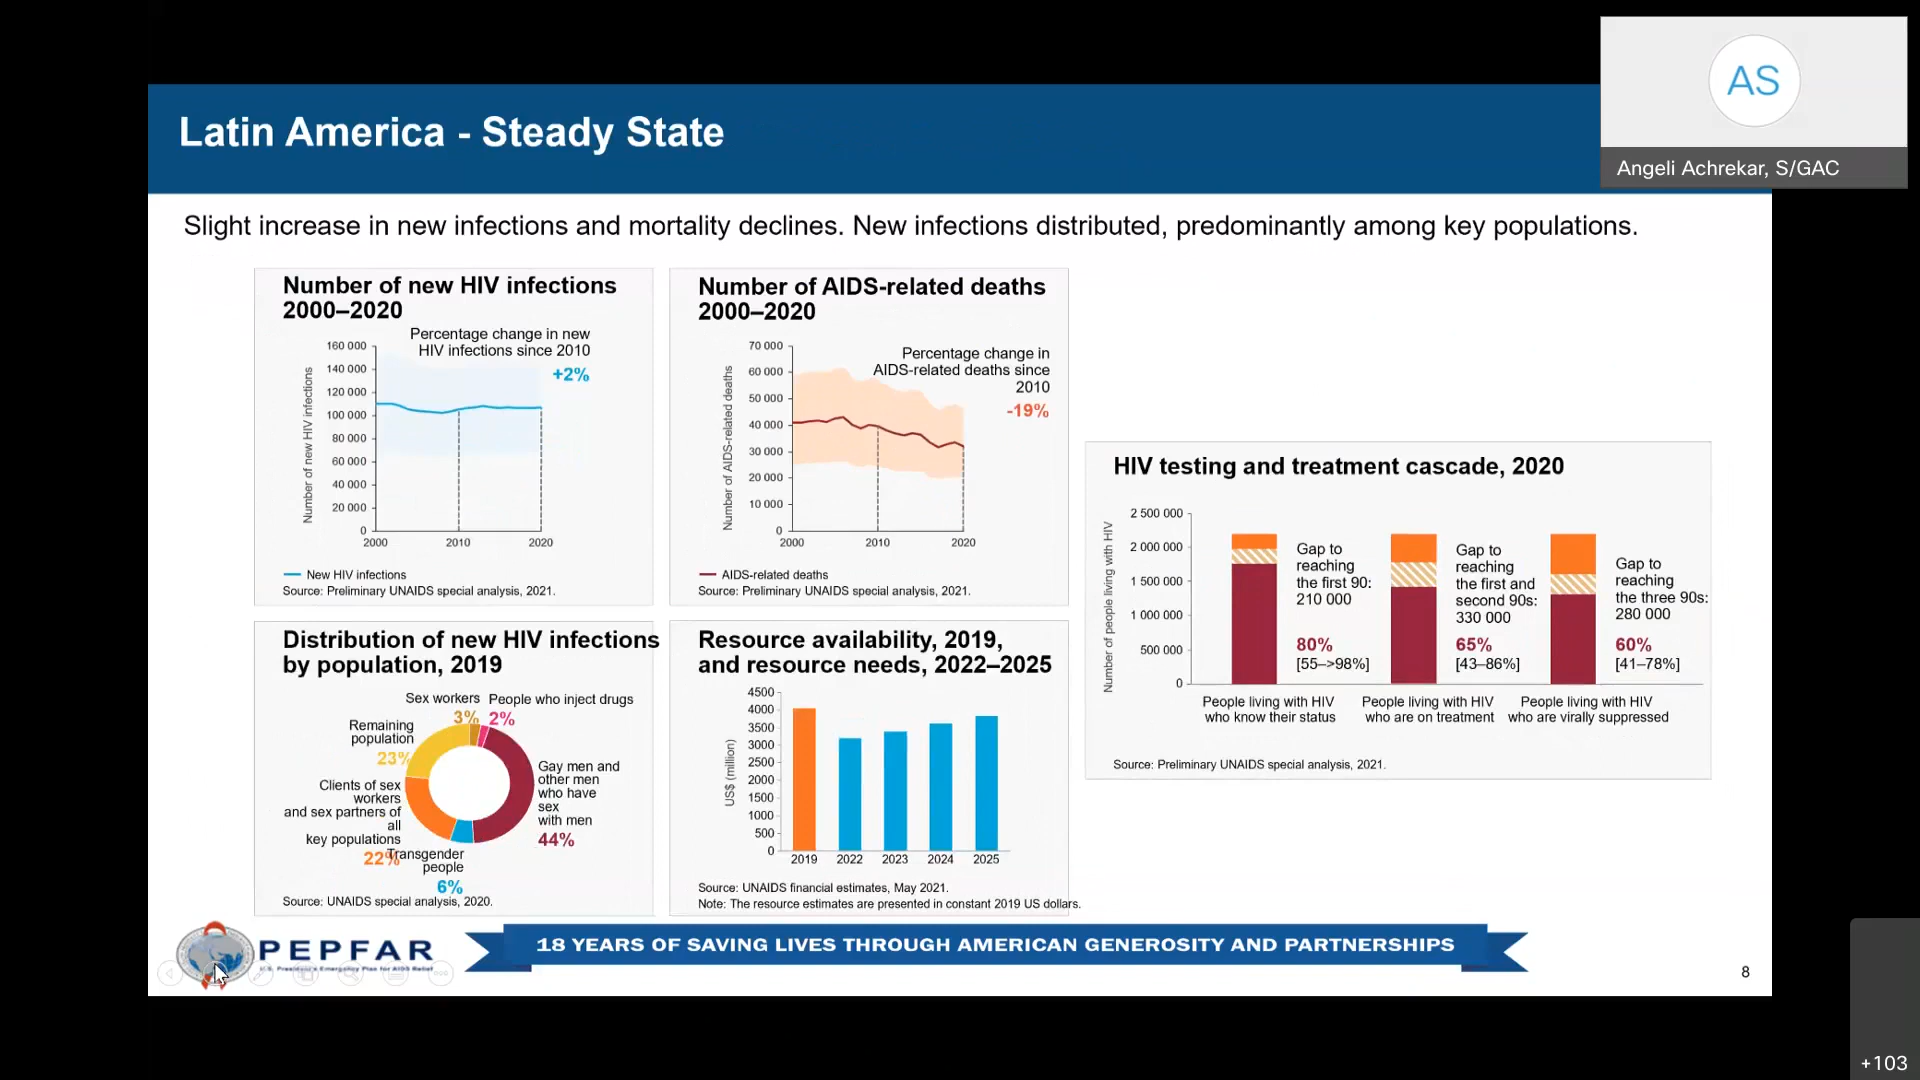 AS
Angeli Achrekar, S/GAC
Latin America - Steady State
Slight increase in new infections and mortality declines. New infections distributed, predominantly among key populations.
Number of new HIV infections
2000–2020
Percentage change in new
HIV infections since 2010
+2%
Number of new HIV infections
160 000
140 000
120 000
100 000
80 000
60 000
40 000
20 000
0
2000
2010
2020
New HIV infections
Source: Preliminary UNAIDS special analysis, 2021.
Number of AIDS-related deaths
2000–2020
Percentage change in
AIDS-related deaths since
2010
-19%
Number of AIDS-related deaths
70 000
60 000
50 000
40 000
30 000
20 000
10 000
0
2000
2010
2020
AIDS-related deaths
Source: Preliminary UNAIDS special analysis, 2021.
HIV testing and treatment cascade, 2020
Number of people living with HIV
2 500 000
2 000 000
1 500 000
1 000 000
500 000
0
Gap to
reaching
the first 90:
210 000
80%
[55–>98%]
Gap to
reaching
the first and
second 90s:
330 000
65%
[43–86%]
Gap to
reaching
the three 90s:
280 000
60%
[41–78%]
People living with HIV
who know their status
People living with HIV
who are on treatment
People living with HIV
who are virally suppressed
Source: Preliminary UNAIDS special analysis, 2021.
Distribution of new HIV infections
by population, 2019
Sex workers
3%
People who inject drugs
2%
Remaining
population
23%
Gay men and
other men
who have
sex
with men
44%
Clients of sex
workers
and sex partners of
all
key populations
22%
Transgender
people
6%
Source: UNAIDS special analysis, 2020.
Resource availability, 2019,
and resource needs, 2022–2025
US$ (million)
4500
4000
3500
3000
2500
2000
1500
1000
500
0
2019
2022
2023
2024
2025
Source: UNAIDS financial estimates, May 2021.
Note: The resource estimates are presented in constant 2019 US dollars.
PEPFAR
U.S. President's Emergency Plan for AIDS Relief
18 YEARS OF SAVING LIVES THROUGH AMERICAN GENEROSITY AND PARTNERSHIPS
8
+103